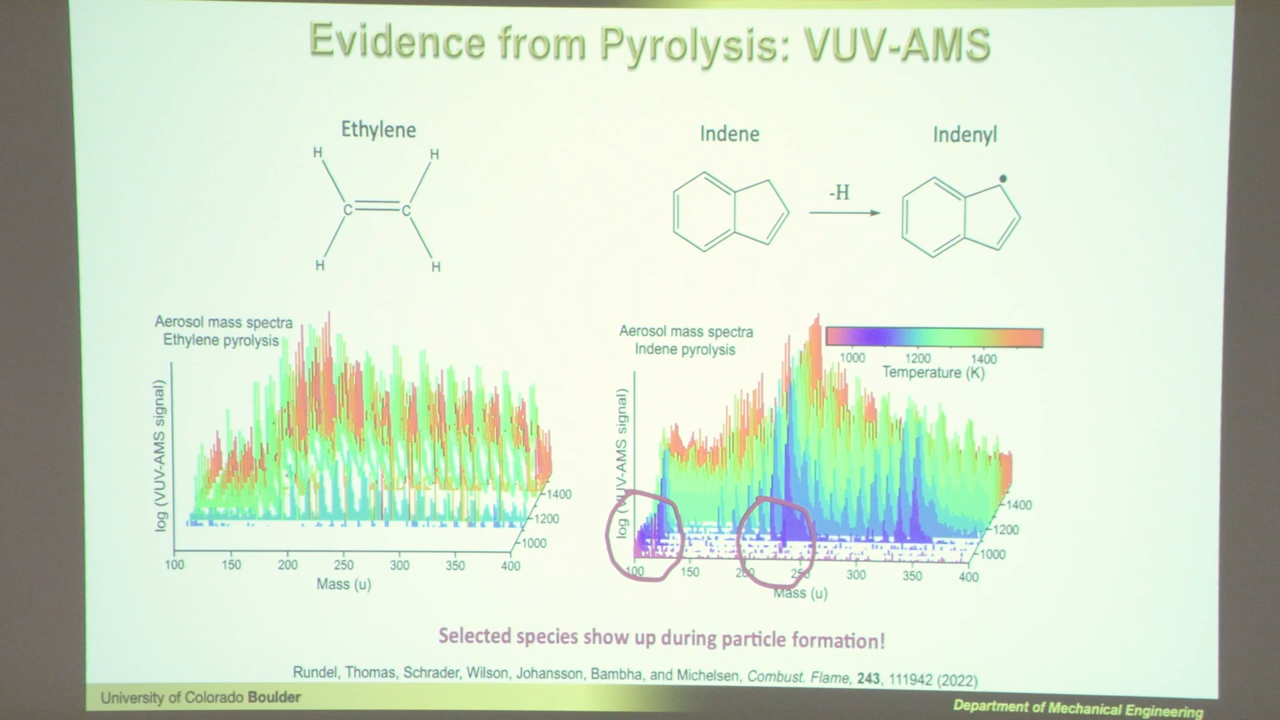 Evidence from Pyrolysis: VUV-AMS
Ethylene
H
H
C
C
H
H
Indene
-H
Indenyl
Aerosol mass spectra
Ethylene pyrolysis
log (VUV-AMS signal)
1400
1200
1000
100 150 200 250 300 350 400
Mass (u)
Aerosol mass spectra
Indene pyrolysis
1000 1200 1400
Temperature (K)
log (VUV-AMS signal)
1400
1200
1000
100 150 200 250 300 350 400
Mass (u)
Selected species show up during particle formation!
Rundel, Thomas, Schrader, Wilson, Johansson, Bambha, and Michelsen, Combust. Flame, 243, 111942 (2022)
University of Colorado Boulder
Department of Mechanical Engineering